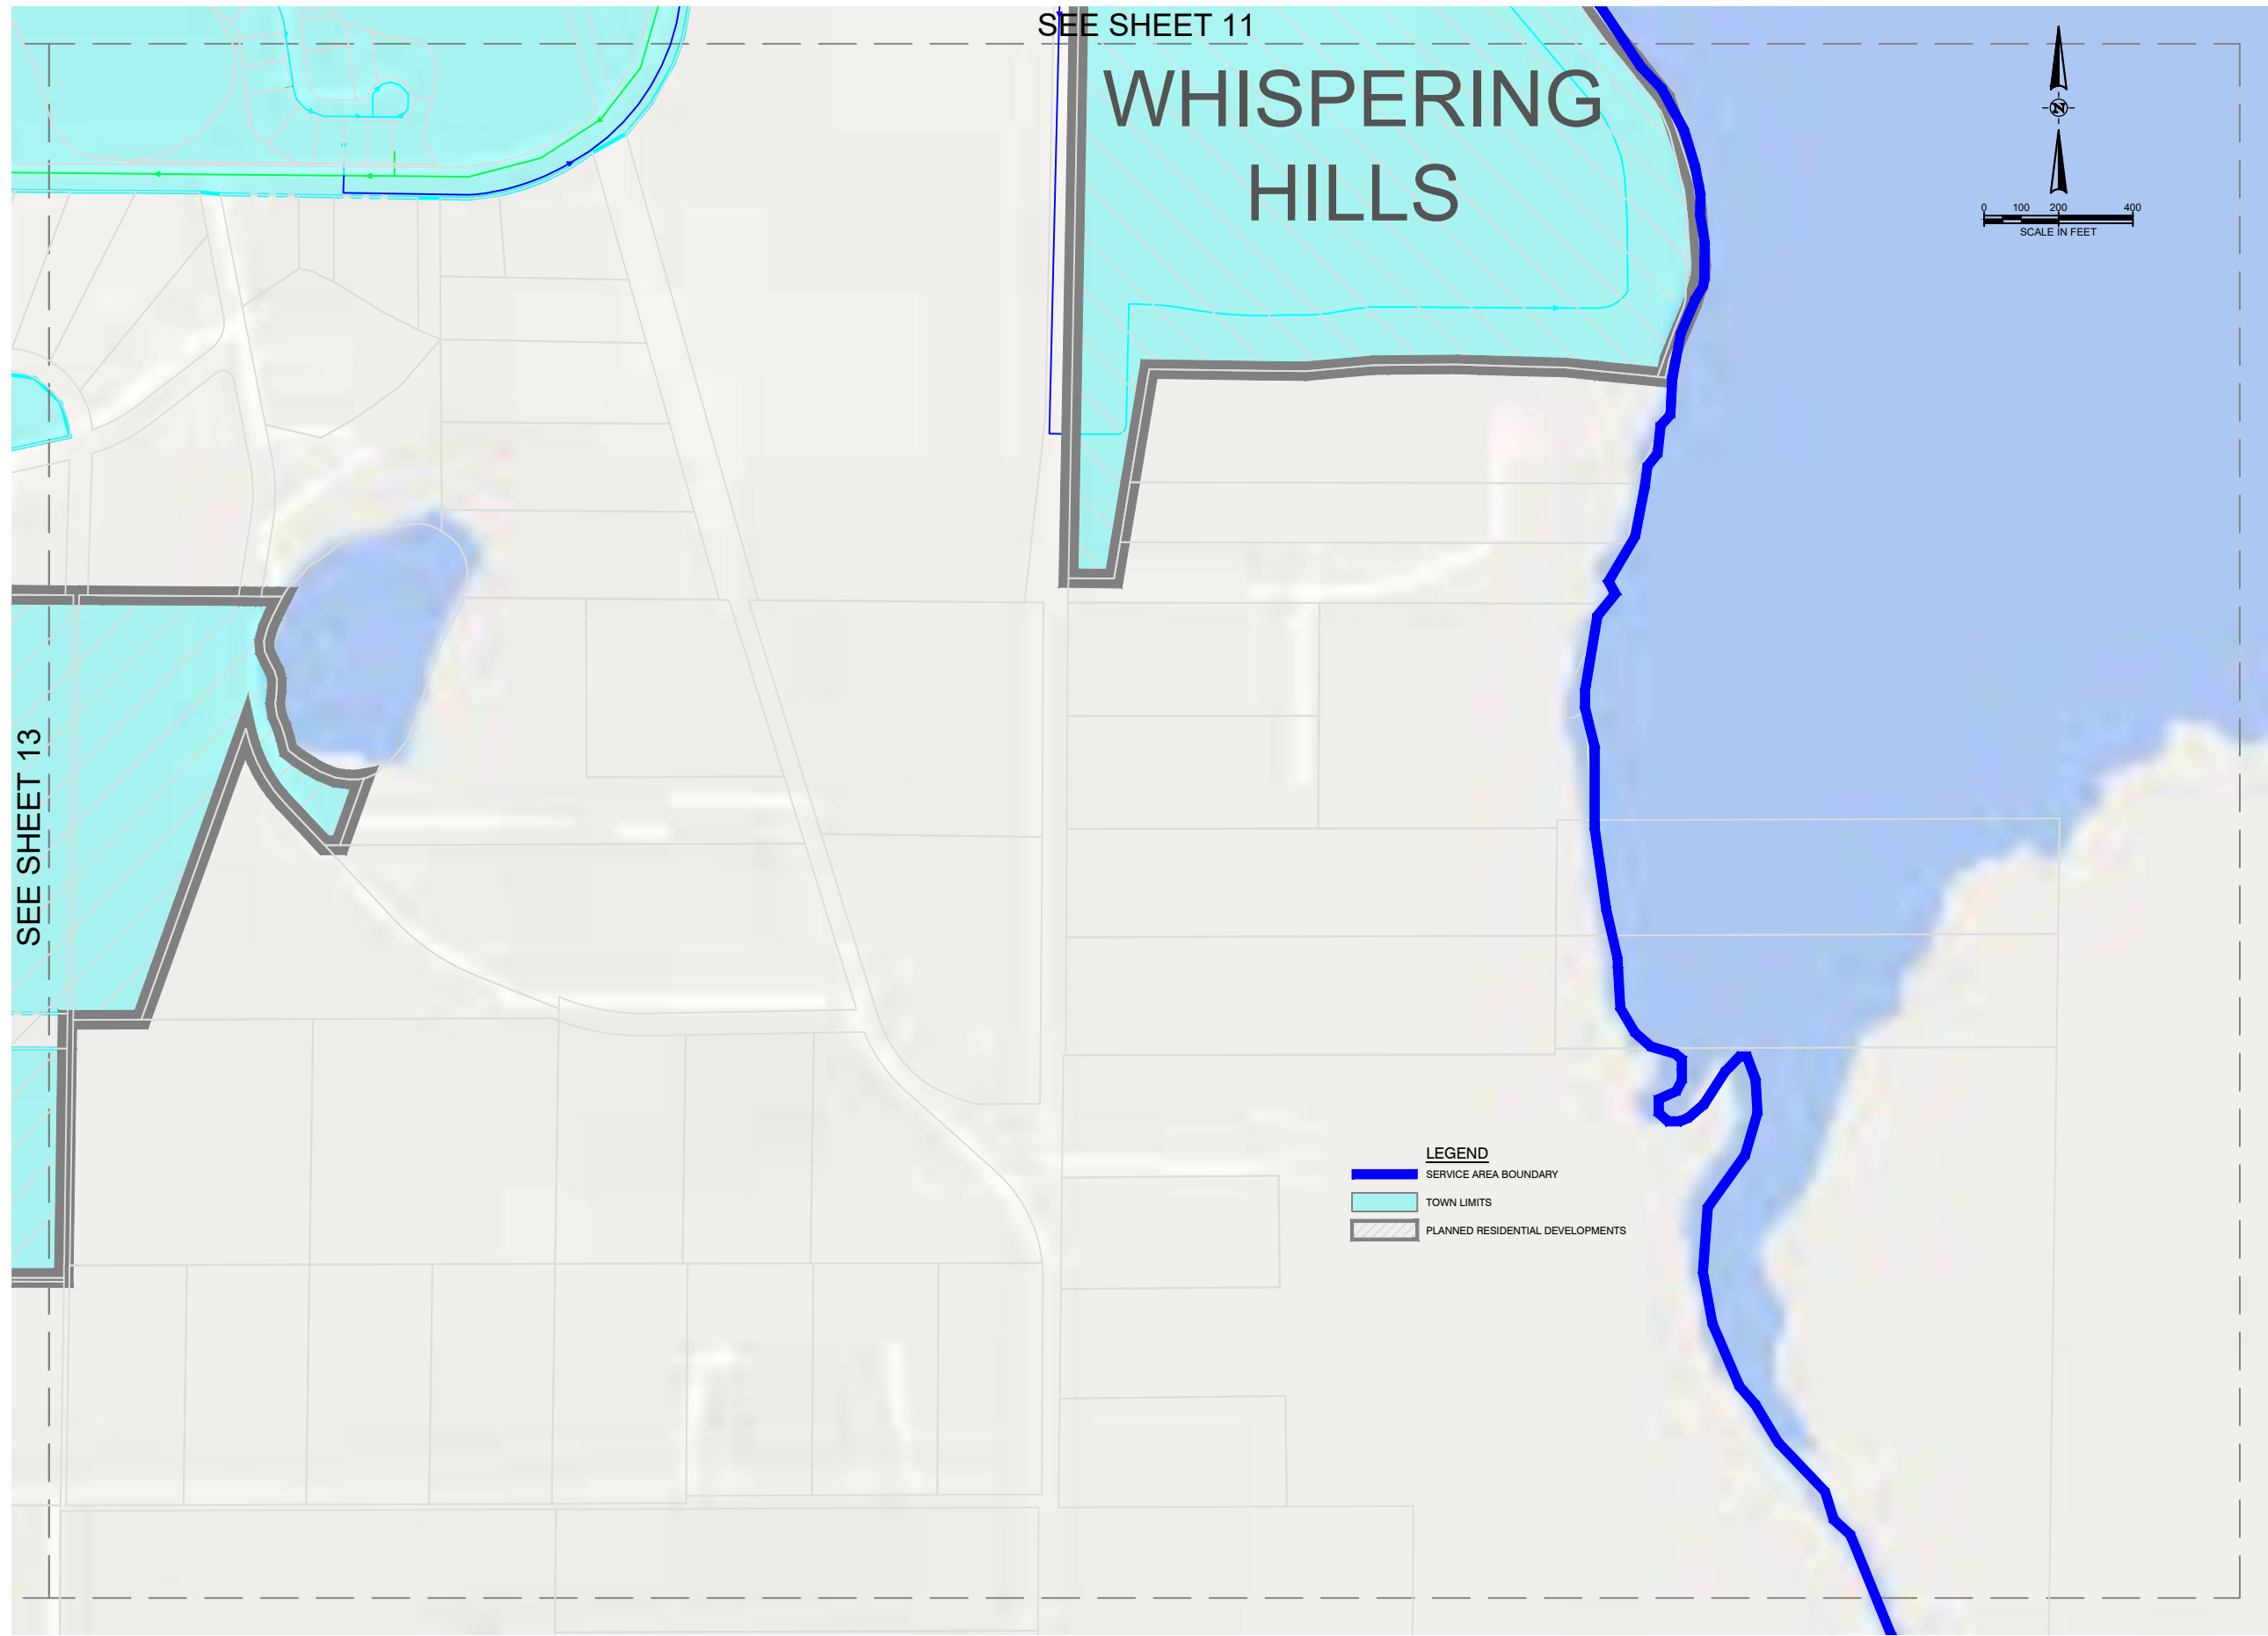 SEE SHEET 11
WHISPERING
HILLS
N
0 100 200 400
SCALE IN FEET
SEE SHEET 13
LEGEND
SERVICE AREA BOUNDARY
TOWN LIMITS
PLANNED RESIDENTIAL DEVELOPMENTS